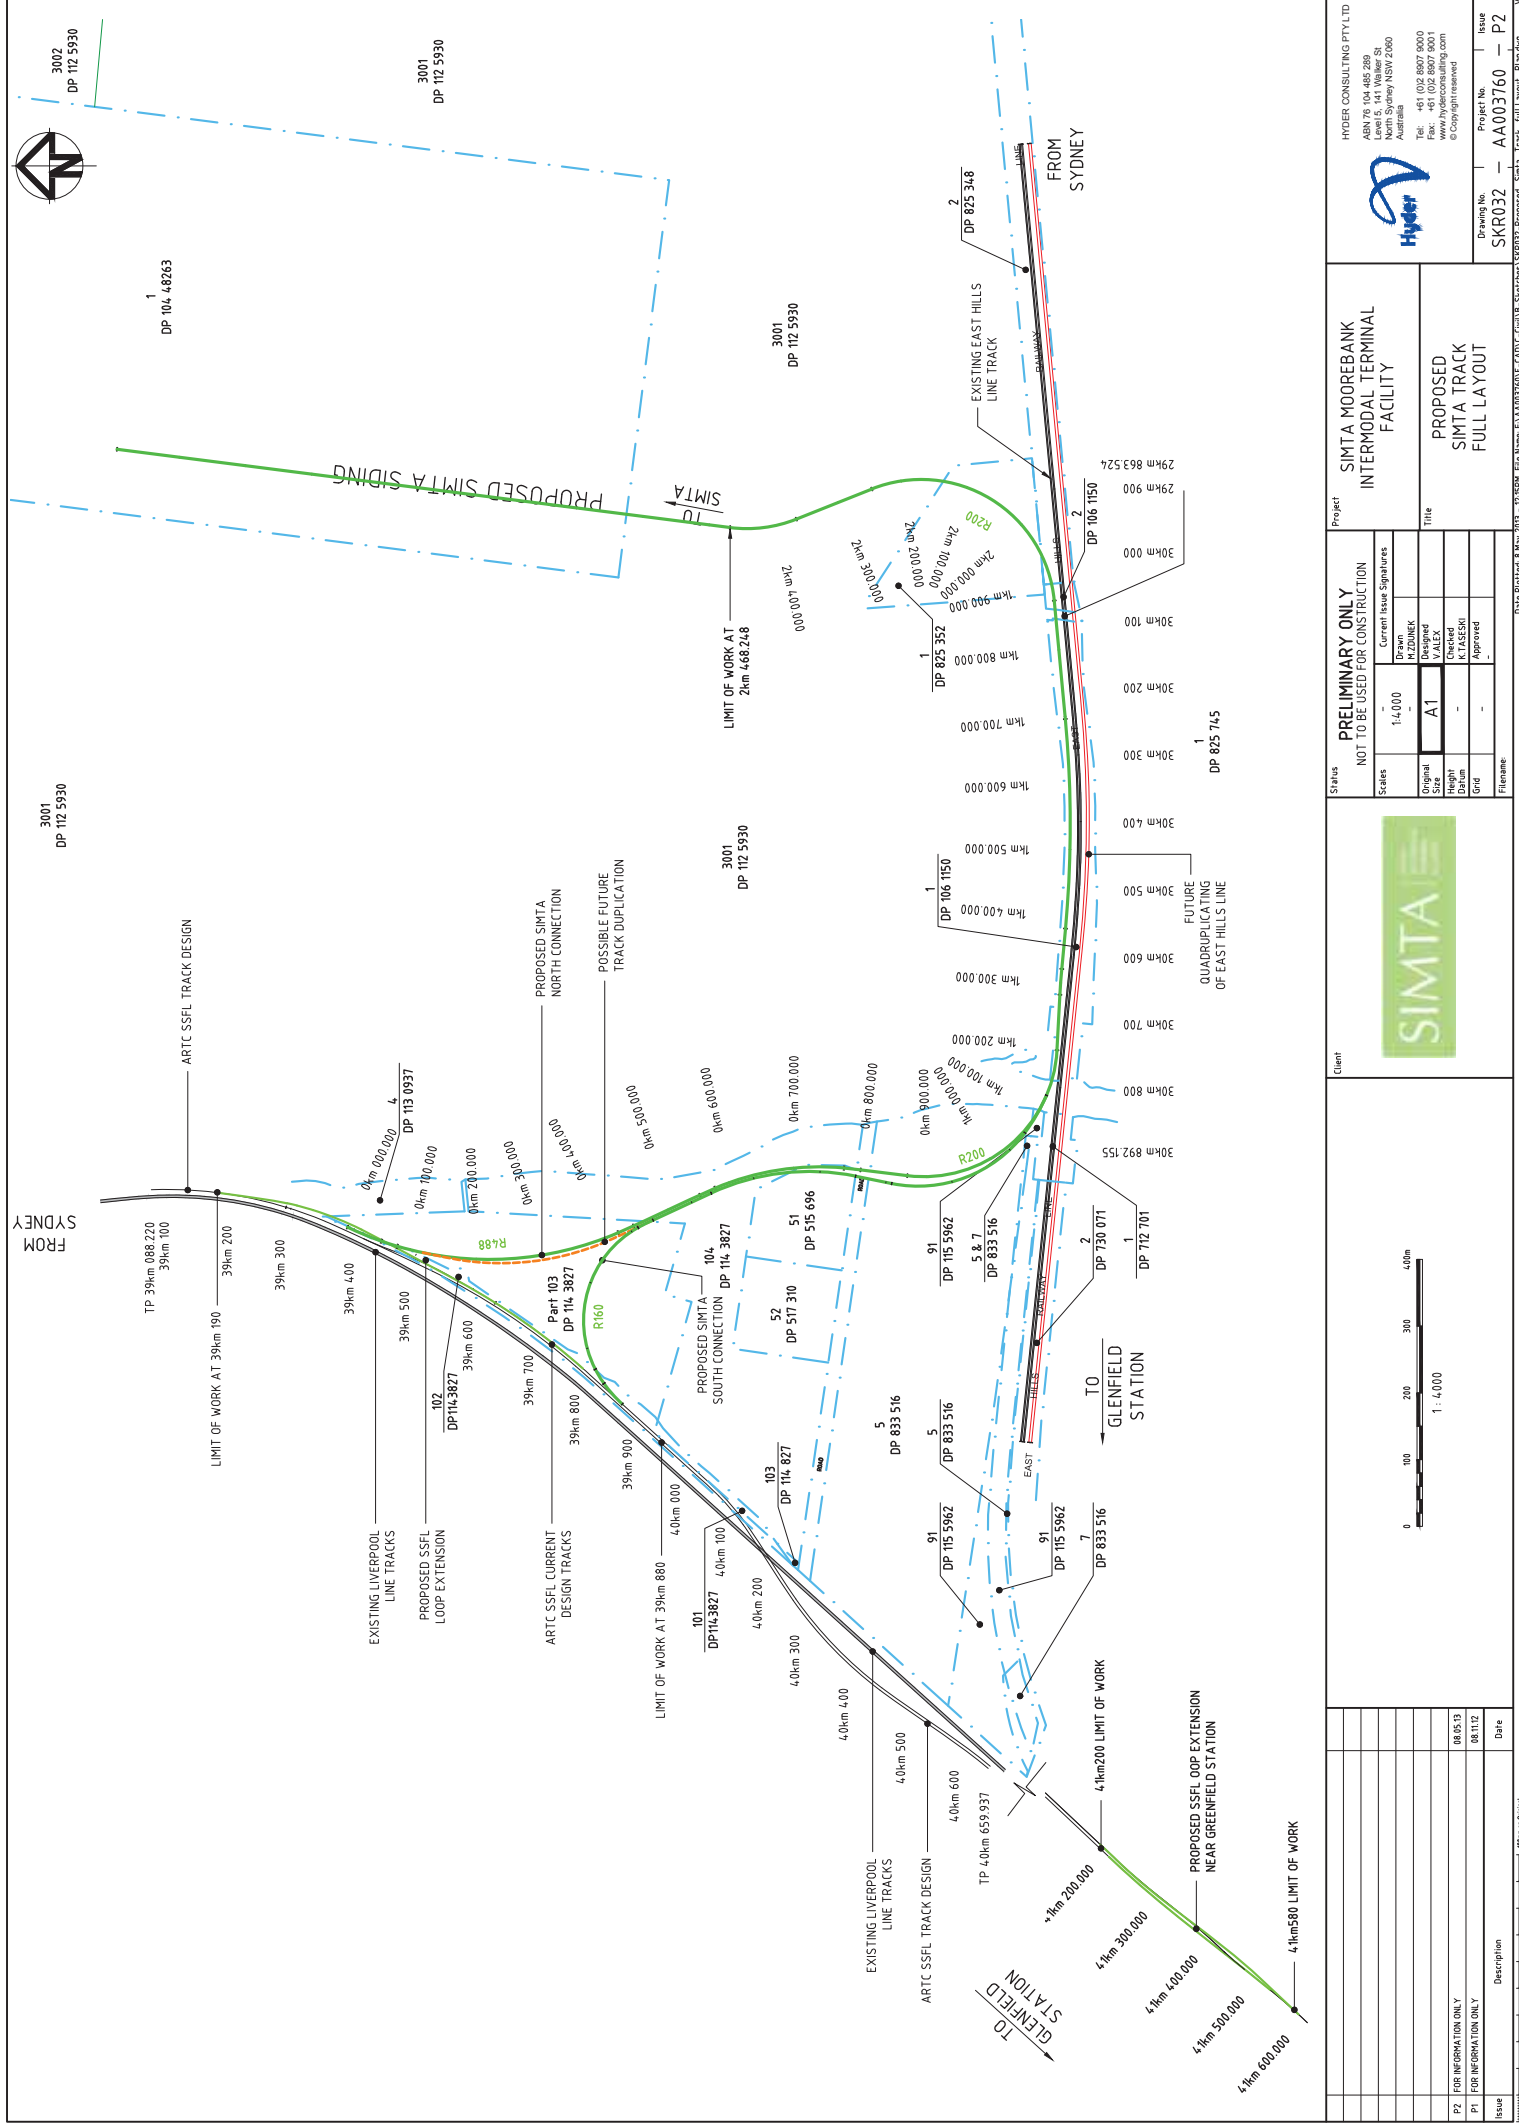 3002
DP 112 5930
3001
DP 112 5930
N
1
DP 104 48263
3001
DP 112 5930
2
DP 825 348
FROM
SYDNEY
LINE
RAILWAY
EXISTING EAST HILLS
LINE TRACK
PROPOSED SIMTA SIDING
TO
SIMTA
LIMIT OF WORK AT
2km 468.248
R200
2km 400.000
2km 300.000
2km 200.000
2km 100.000
2km 000.000
1km 900.000
1km 800.000
1km 700.000
1km 600.000
1km 500.000
1km 400.000
1km 300.000
1km 200.000
1km 100.000
1km 000.000
1
DP 825 352
2
DP 106 1150
HILLS
EAST
29km 863.524
29km 900
30km 000
30km 100
30km 200
30km 300
30km 400
30km 500
30km 600
30km 700
30km 800
30km 892.155
1
DP 825 745
1
DP 106 1150
FUTURE
QUADRUPLICATING
OF EAST HILLS LINE
3001
DP 112 5930
3001
DP 112 5930
ARTC SSFL TRACK DESIGN
PROPOSED SIMTA
NORTH CONNECTION
POSSIBLE FUTURE
TRACK DUPLICATION
4
DP 113 0937
0km 000.000
0km 100.000
0km 200.000
0km 300.000
0km 400.000
0km 500.000
0km 600.000
0km 700.000
0km 800.000
0km 900.000
R200
R488
R160
ROAD
FROM
SYDNEY
TP 39km 088.220
39km 100
39km 200
39km 300
39km 400
39km 500
39km 600
39km 700
39km 800
39km 900
40km 000
40km 100
40km 200
40km 300
40km 400
40km 500
40km 600
TP 40km 659.937
LIMIT OF WORK AT 39km 190
102
DP1143827
Part 103
DP 114 3827
104
DP 114 3827
51
DP 515 696
52
DP 517 310
PROPOSED SIMTA
SOUTH CONNECTION
91
DP 115 5962
5 & 7
DP 833 516
2
DP 730 071
1
DP 712 701
LINE
RAILWAY
HILLS
EAST
TO
GLENFIELD
STATION
5
DP 833 516
5
DP 833 516
ROAD
103
DP 114 827
91
DP 115 5962
91
DP 115 5962
7
DP 833 516
EXISTING LIVERPOOL
LINE TRACKS
PROPOSED SSFL
LOOP EXTENSION
ARTC SSFL CURRENT
DESIGN TRACKS
LIMIT OF WORK AT 39km 880
101
DP1143827
EXISTING LIVERPOOL
LINE TRACKS
ARTC SSFL TRACK DESIGN
41km200 LIMIT OF WORK
PROPOSED SSFL OOP EXTENSION
NEAR GREENFIELD STATION
41km580 LIMIT OF WORK
41km 200.000
41km 300.000
41km 400.000
41km 500.000
41km 600.000
TO
GLENFIELD
STATION
P2 FOR INFORMATION ONLY 08.05.13
P1 FOR INFORMATION ONLY 08.11.12
Issue Description Date
0 100 200 300 400m
1 : 4000
Client
SIMTA
Status
PRELIMINARY ONLY
NOT TO BE USED FOR CONSTRUCTION
Scales
-
1:4000
-
Current Issue Signatures
Drawn
M.ZDUNEK
Original
Size
A1
Designed
V.ALEX
Height
Datum
-
Checked
K.TASESKI
Grid
-
Approved
-
Filename:
Project
SIMTA MOOREBANK
INTERMODAL TERMINAL
FACILITY
Title
PROPOSED
SIMTA TRACK
FULL LAYOUT
Hyder
HYDER CONSULTING PTY LTD
ABN 76 104 485 289
Level 5, 141 Walker St
North Sydney NSW 2060
Australia
Tel: +61 (0)2 8907 9000
Fax: +61 (0)2 8907 9001
www.hyderconsulting.com
© Copyright reserved
Drawing No. Project No. Issue
SKR032 — AA003760 — P2